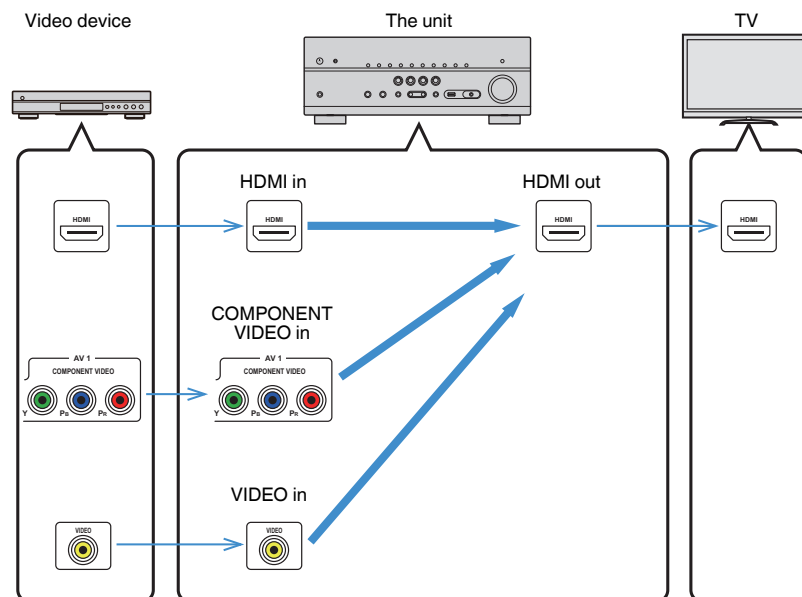 Video device
The unit
TV
HDMI in
HDMI out
HDMI
HDMI
HDMI
HDMI
COMPONENT
VIDEO in
AV 1
COMPONENT VIDEO
Y PB PR
AV 1
COMPONENT VIDEO
Y PB PR
VIDEO in
VIDEO
VIDEO